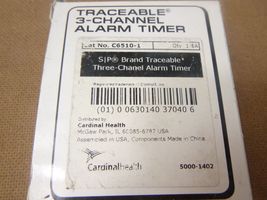 TRACEABLE®
3-CHANNEL
ALARM TIMER
Cat No. C6510-1 Qty 1 EA
S|P® Brand Traceable®
Three-Chanel Alarm Timer
(01) 0 0630140 37040 6
Distributed by
Cardinal Health
McGaw Park, IL 60085-6787 USA
Assembled in USA, Components Made in China
CardinalHealth 5000-1402